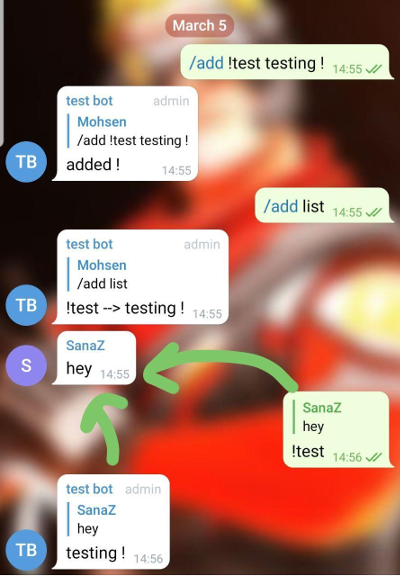 March 5
/add !test testing ! 14:55
test bot admin
Mohsen
/add !test testing !
added ! 14:55
TB
/add list 14:55
test bot admin
Mohsen
/add list
!test --> testing ! 14:55
TB
SanaZ
hey 14:55
S
SanaZ
hey
!test 14:56
test bot admin
SanaZ
hey
testing ! 14:56
TB